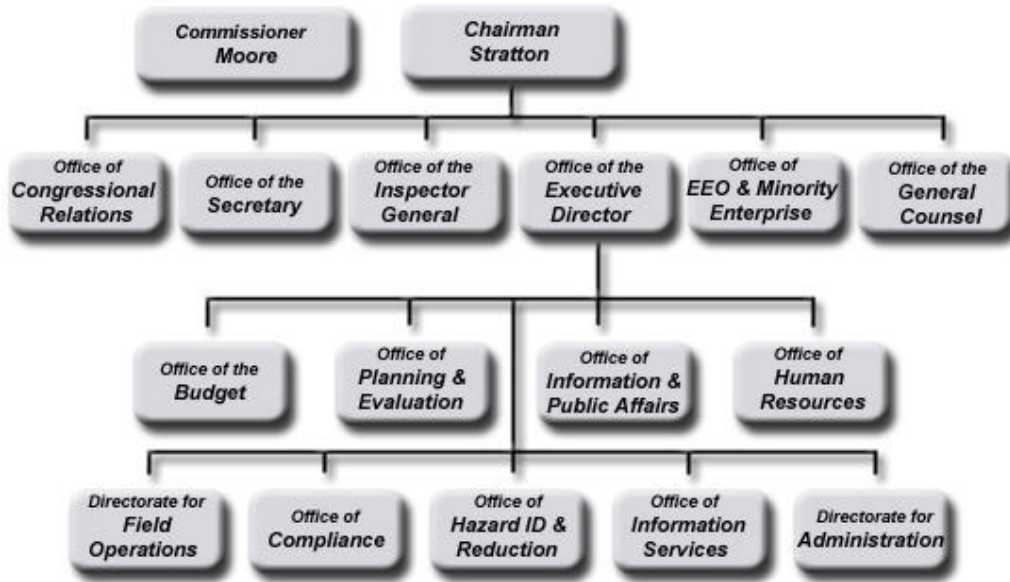 Commissioner
Moore
Chairman
Stratton
Office of
Congressional
Relations
Office of the
Secretary
Office of the
Inspector
General
Office of the
Executive
Director
Office of
EEO & Minority
Enterprise
Office of the
General
Counsel
Office of the
Budget
Office of
Planning &
Evaluation
Office of
Information &
Public Affairs
Office of
Human
Resources
Directorate for
Field
Operations
Office of
Compliance
Office of
Hazard ID &
Reduction
Office of
Information
Services
Directorate for
Administration